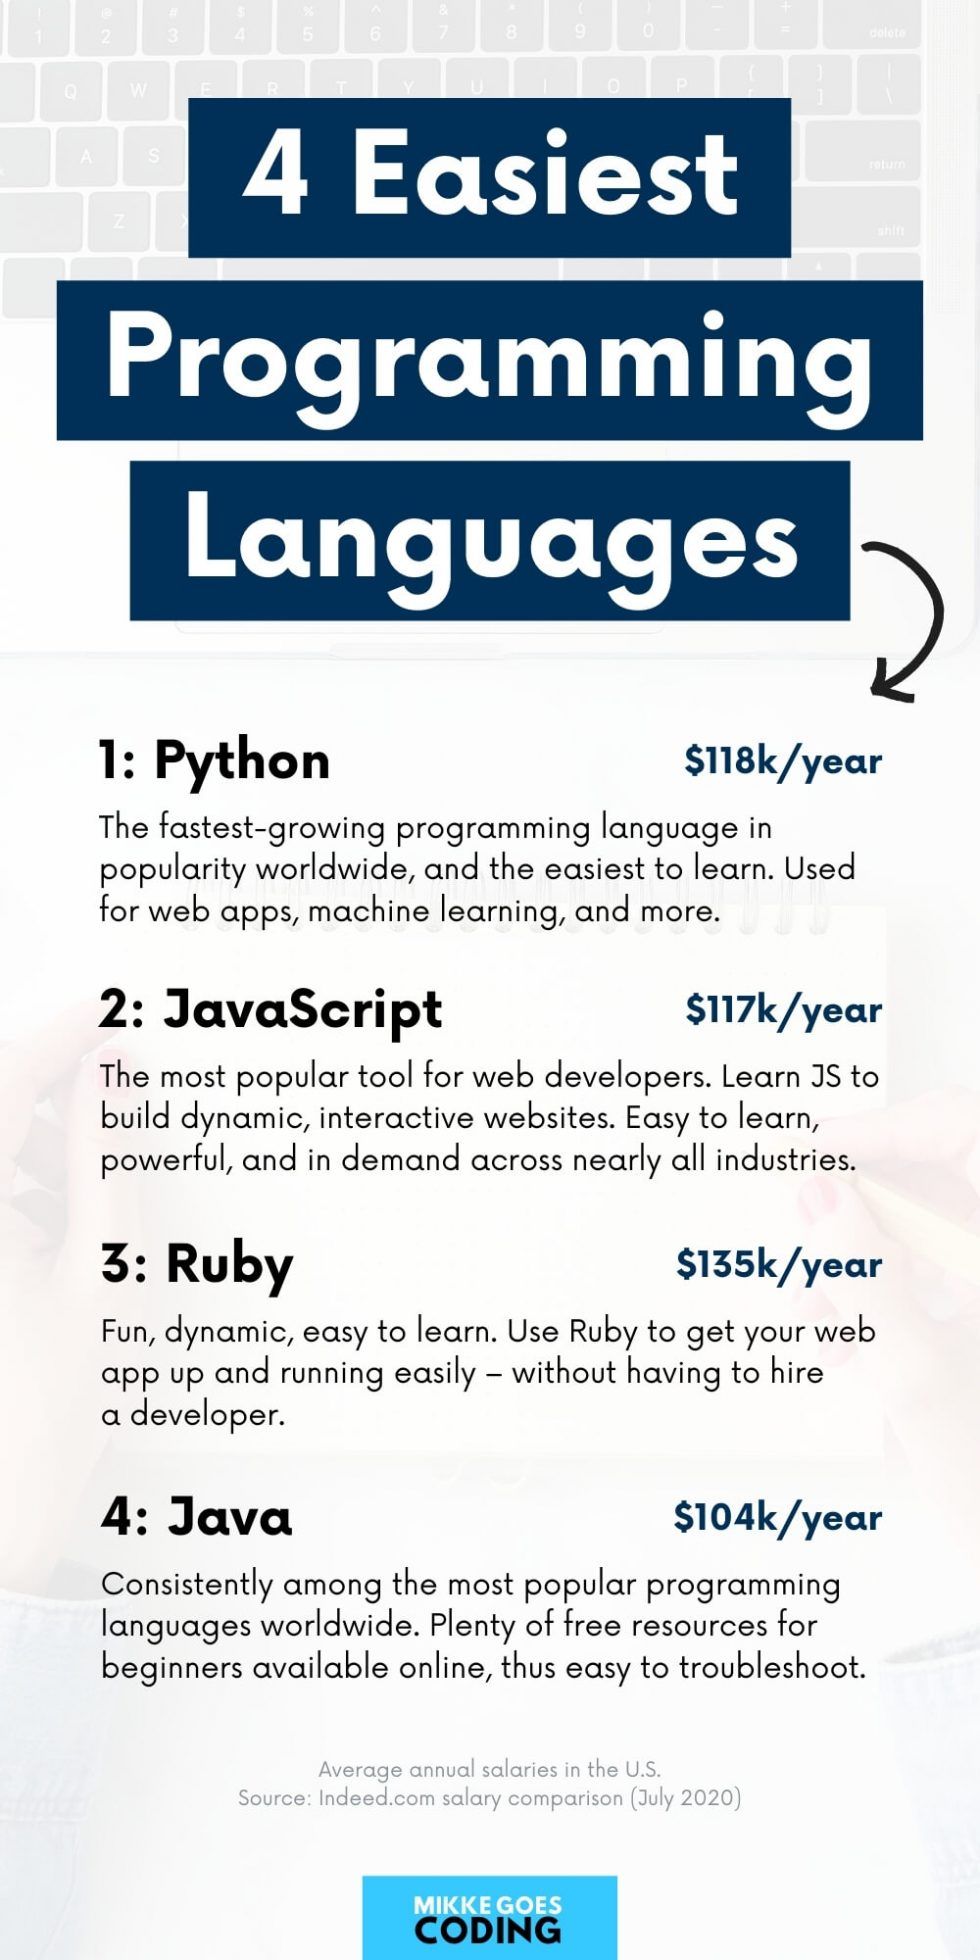 4 Easiest
Programming
Languages
1: Python $118k/year
The fastest-growing programming language in
popularity worldwide, and the easiest to learn. Used
for web apps, machine learning, and more.
2: JavaScript $117k/year
The most popular tool for web developers. Learn JS to
build dynamic, interactive websites. Easy to learn,
powerful, and in demand across nearly all industries.
3: Ruby $135k/year
Fun, dynamic, easy to learn. Use Ruby to get your web
app up and running easily – without having to hire
a developer.
4: Java $104k/year
Consistently among the most popular programming
languages worldwide. Plenty of free resources for
beginners available online, thus easy to troubleshoot.
Average annual salaries in the U.S.
Source: Indeed.com salary comparison (July 2020)
MIKKE GOES
CODING